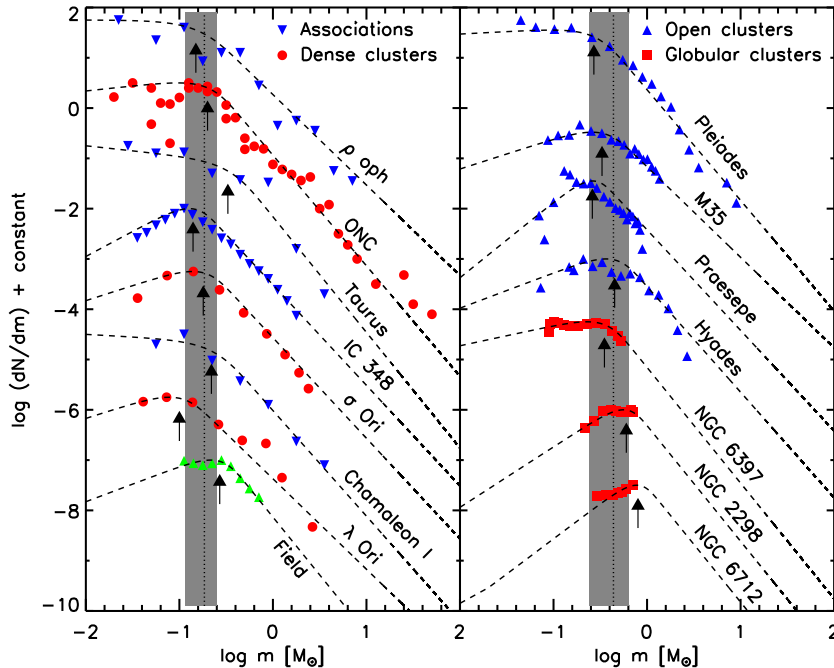 log (dN/dm) + constant
2
0
−2
−4
−6
−8
−10
Associations
Dense clusters
ρ oph
ONC
Taurus
IC 348
σ Ori
Chamaeleon I
λ Ori
Field
−2
−1
0
1
2
log m [M⊙]
Open clusters
Globular clusters
Pleiades
M35
Praesepe
Hyades
NGC 6397
NGC 2298
NGC 6712
−1
0
1
2
log m [M⊙]